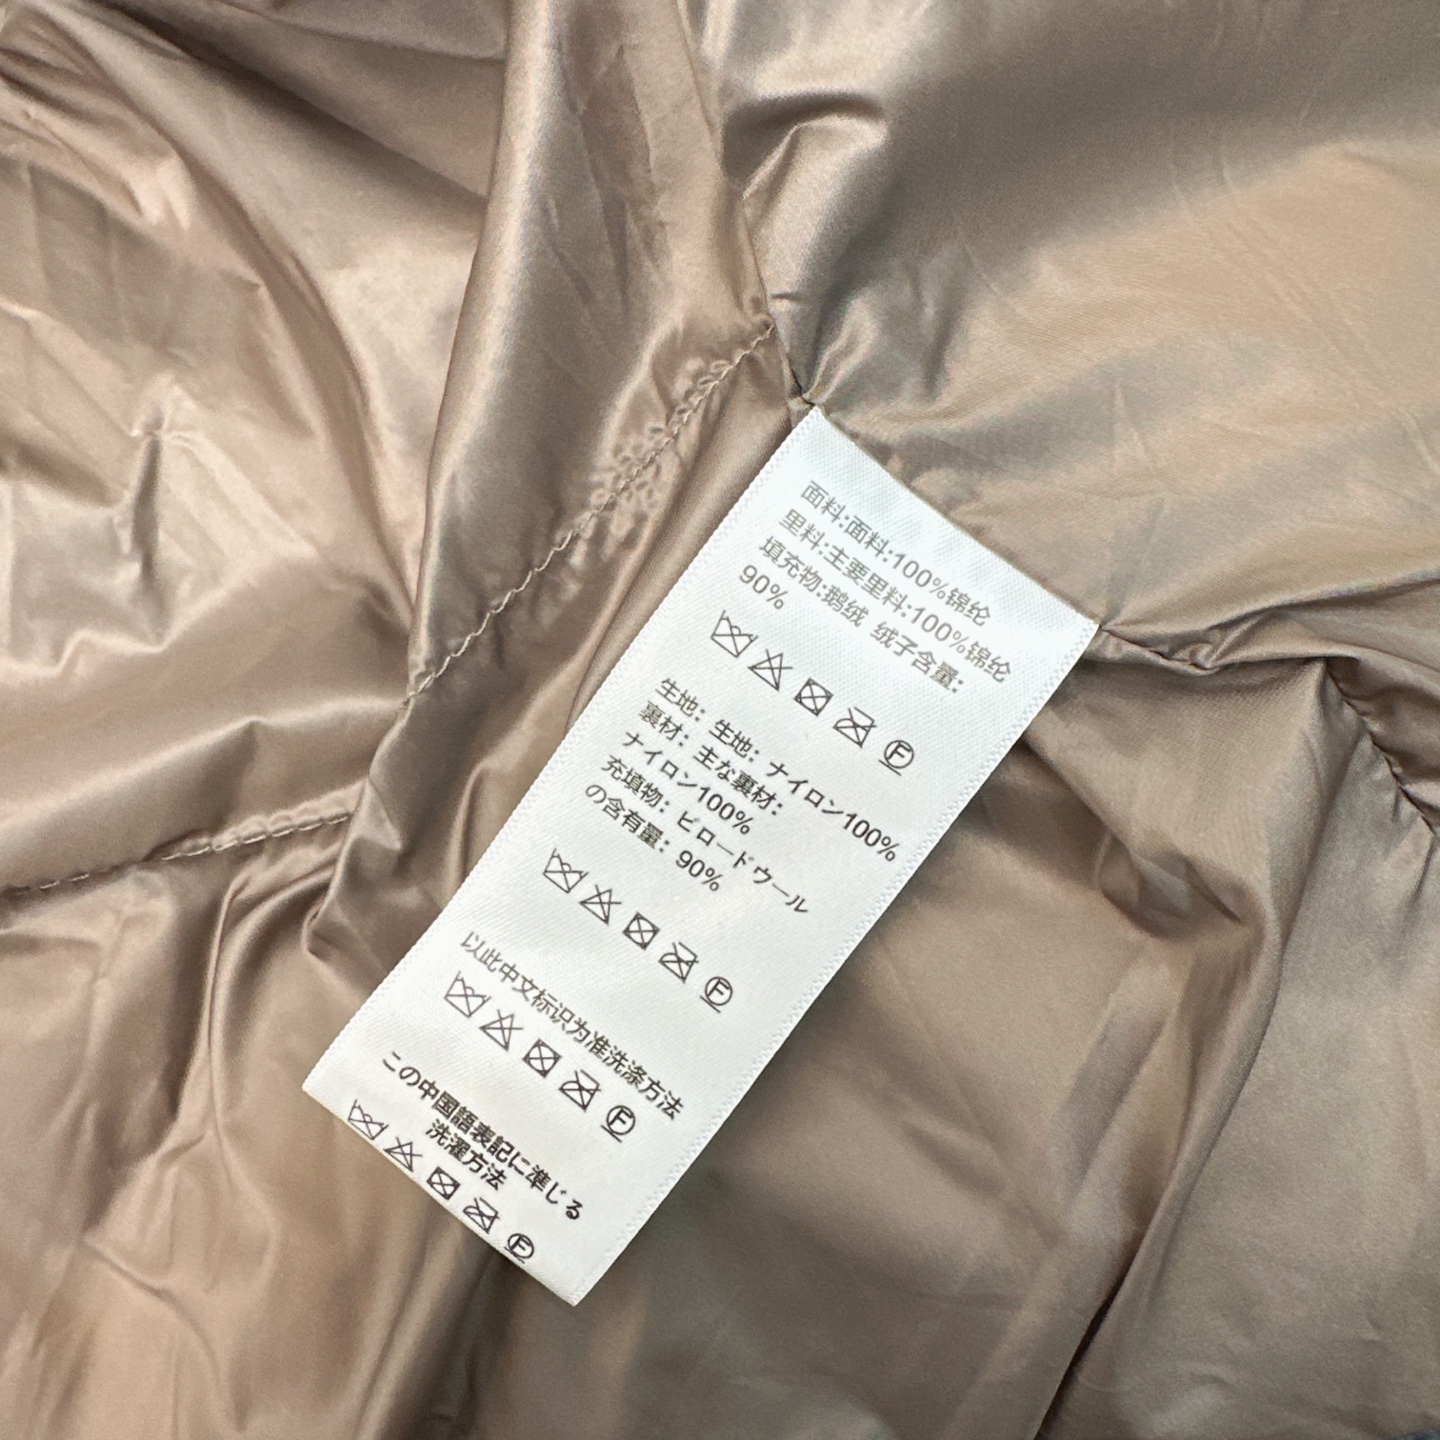 面料:面料:100%锦纶
里料:主要里料:100%锦纶
填充物:鹅绒 绒子含量:
90%
F
生地: 生地: ナイロン100%
裏材: 主な裏材:
ナイロン100%
充填物: ビロードウール
の含有量: 90%
F
以此中文标识为准洗涤方法
F
この中国語表記に準じる
洗濯方法
F